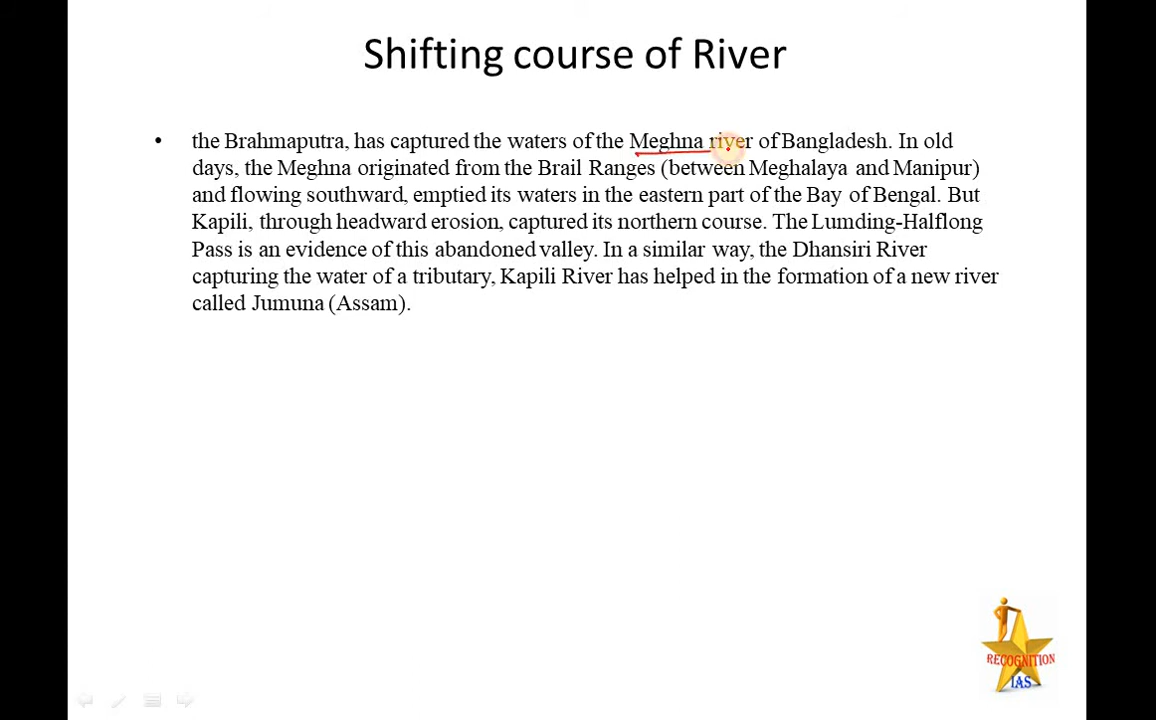 Shifting course of River
• the Brahmaputra, has captured the waters of the Meghna river of Bangladesh. In old
days, the Meghna originated from the Brail Ranges (between Meghalaya and Manipur)
and flowing southward, emptied its waters in the eastern part of the Bay of Bengal. But
Kapili, through headward erosion, captured its northern course. The Lumding-Halflong
Pass is an evidence of this abandoned valley. In a similar way, the Dhansiri River
capturing the water of a tributary, Kapili River has helped in the formation of a new river
called Jumuna (Assam).
RECOGNITION
IAS